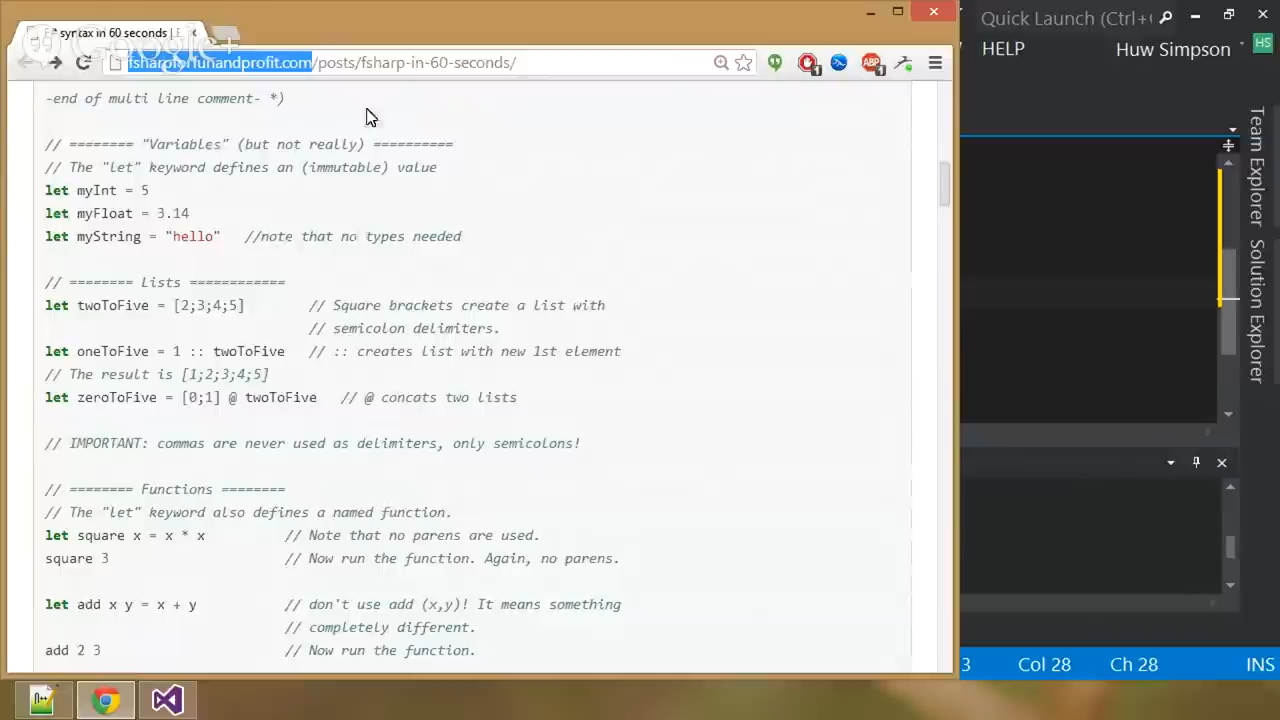 F# syntax in 60 seconds | F
Google+
Quick Launch (Ctrl+
fsharpforfunandprofit.com/posts/fsharp-in-60-seconds/
HELP
Huw Simpson
HS
1
ABP
1
-end of multi line comment- *)
// ======== "Variables" (but not really) ==========
// The "let" keyword defines an (immutable) value
let myInt = 5
let myFloat = 3.14
let myString = "hello" //note that no types needed
// ======== Lists ============
let twoToFive = [2;3;4;5] // Square brackets create a list with
// semicolon delimiters.
let oneToFive = 1 :: twoToFive // :: creates list with new 1st element
// The result is [1;2;3;4;5]
let zeroToFive = [0;1] @ twoToFive // @ concats two lists
// IMPORTANT: commas are never used as delimiters, only semicolons!
// ======== Functions ========
// The "let" keyword also defines a named function.
let square x = x * x // Note that no parens are used.
square 3 // Now run the function. Again, no parens.
let add x y = x + y // don't use add (x,y)! It means something
// completely different.
add 2 3 // Now run the function.
Team Explorer
Solution Explorer
3
Col 28
Ch 28
INS